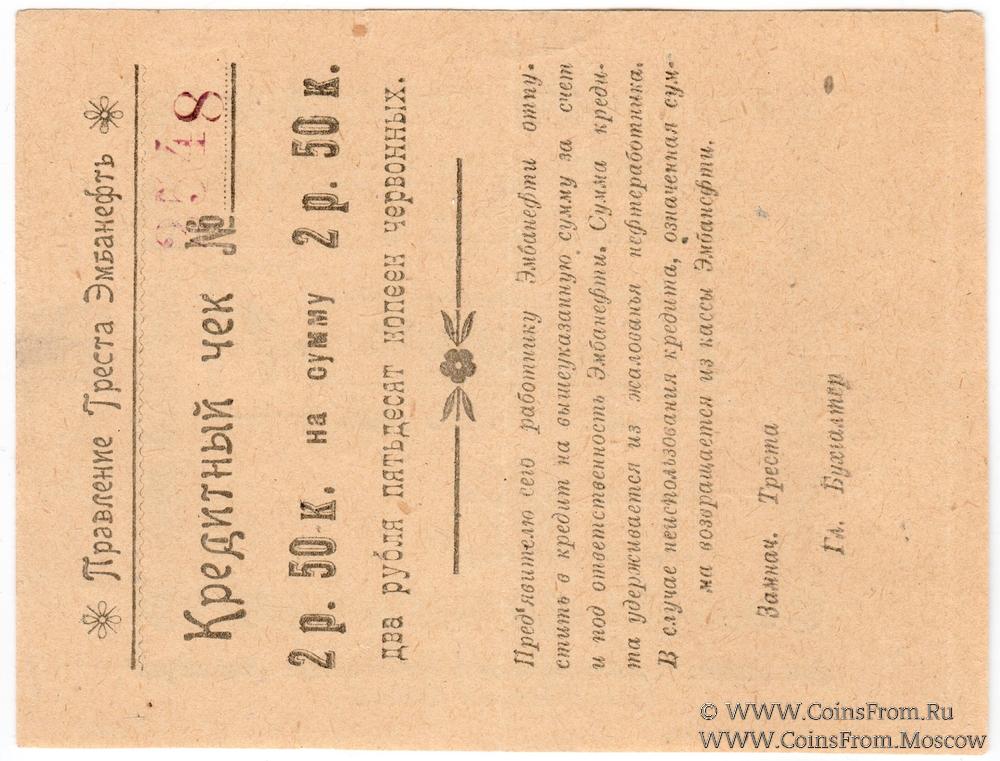 Правление Треста Эмбанефть
Кредитный чек № 2548
2 р. 50 К. на сумму 2 р. 50 к.
два рубля пятьдесят копеек червонных.
Пред'явителю сего работнику Эмбанефти отпу.
стить в кредит на вышеуказанную сумму за счет
и под ответственность Эмбанефти. Сумма креди-
та удерживается из жалованья нефтеработника.
В случае неиспользования кредита, означенная сум-
ма возвращается из кассы Эмбанефти.
Замнач. Треста
Гл. Бухгалтер
© WWW.CoinsFrom.Ru
WWW.CoinsFrom.Moscow